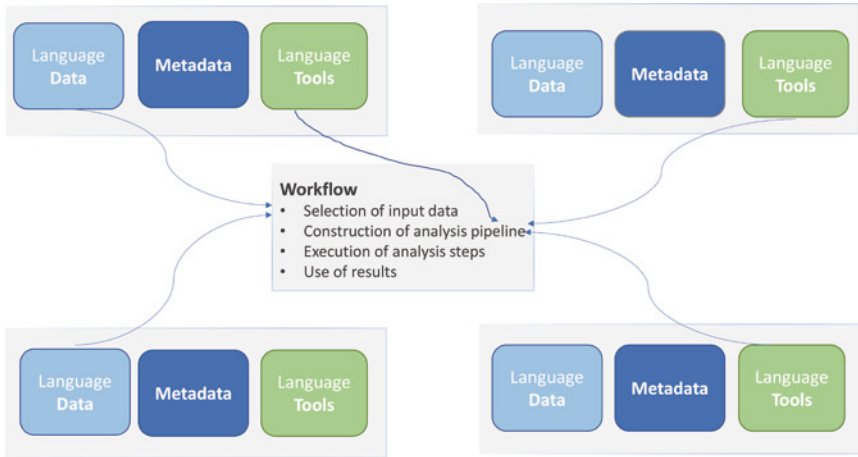 Language
Data
Metadata
Language
Tools
Language
Data
Metadata
Language
Tools
Workflow
• Selection of input data
• Construction of analysis pipeline
• Execution of analysis steps
• Use of results
Language
Data
Metadata
Language
Tools
Language
Data
Metadata
Language
Tools